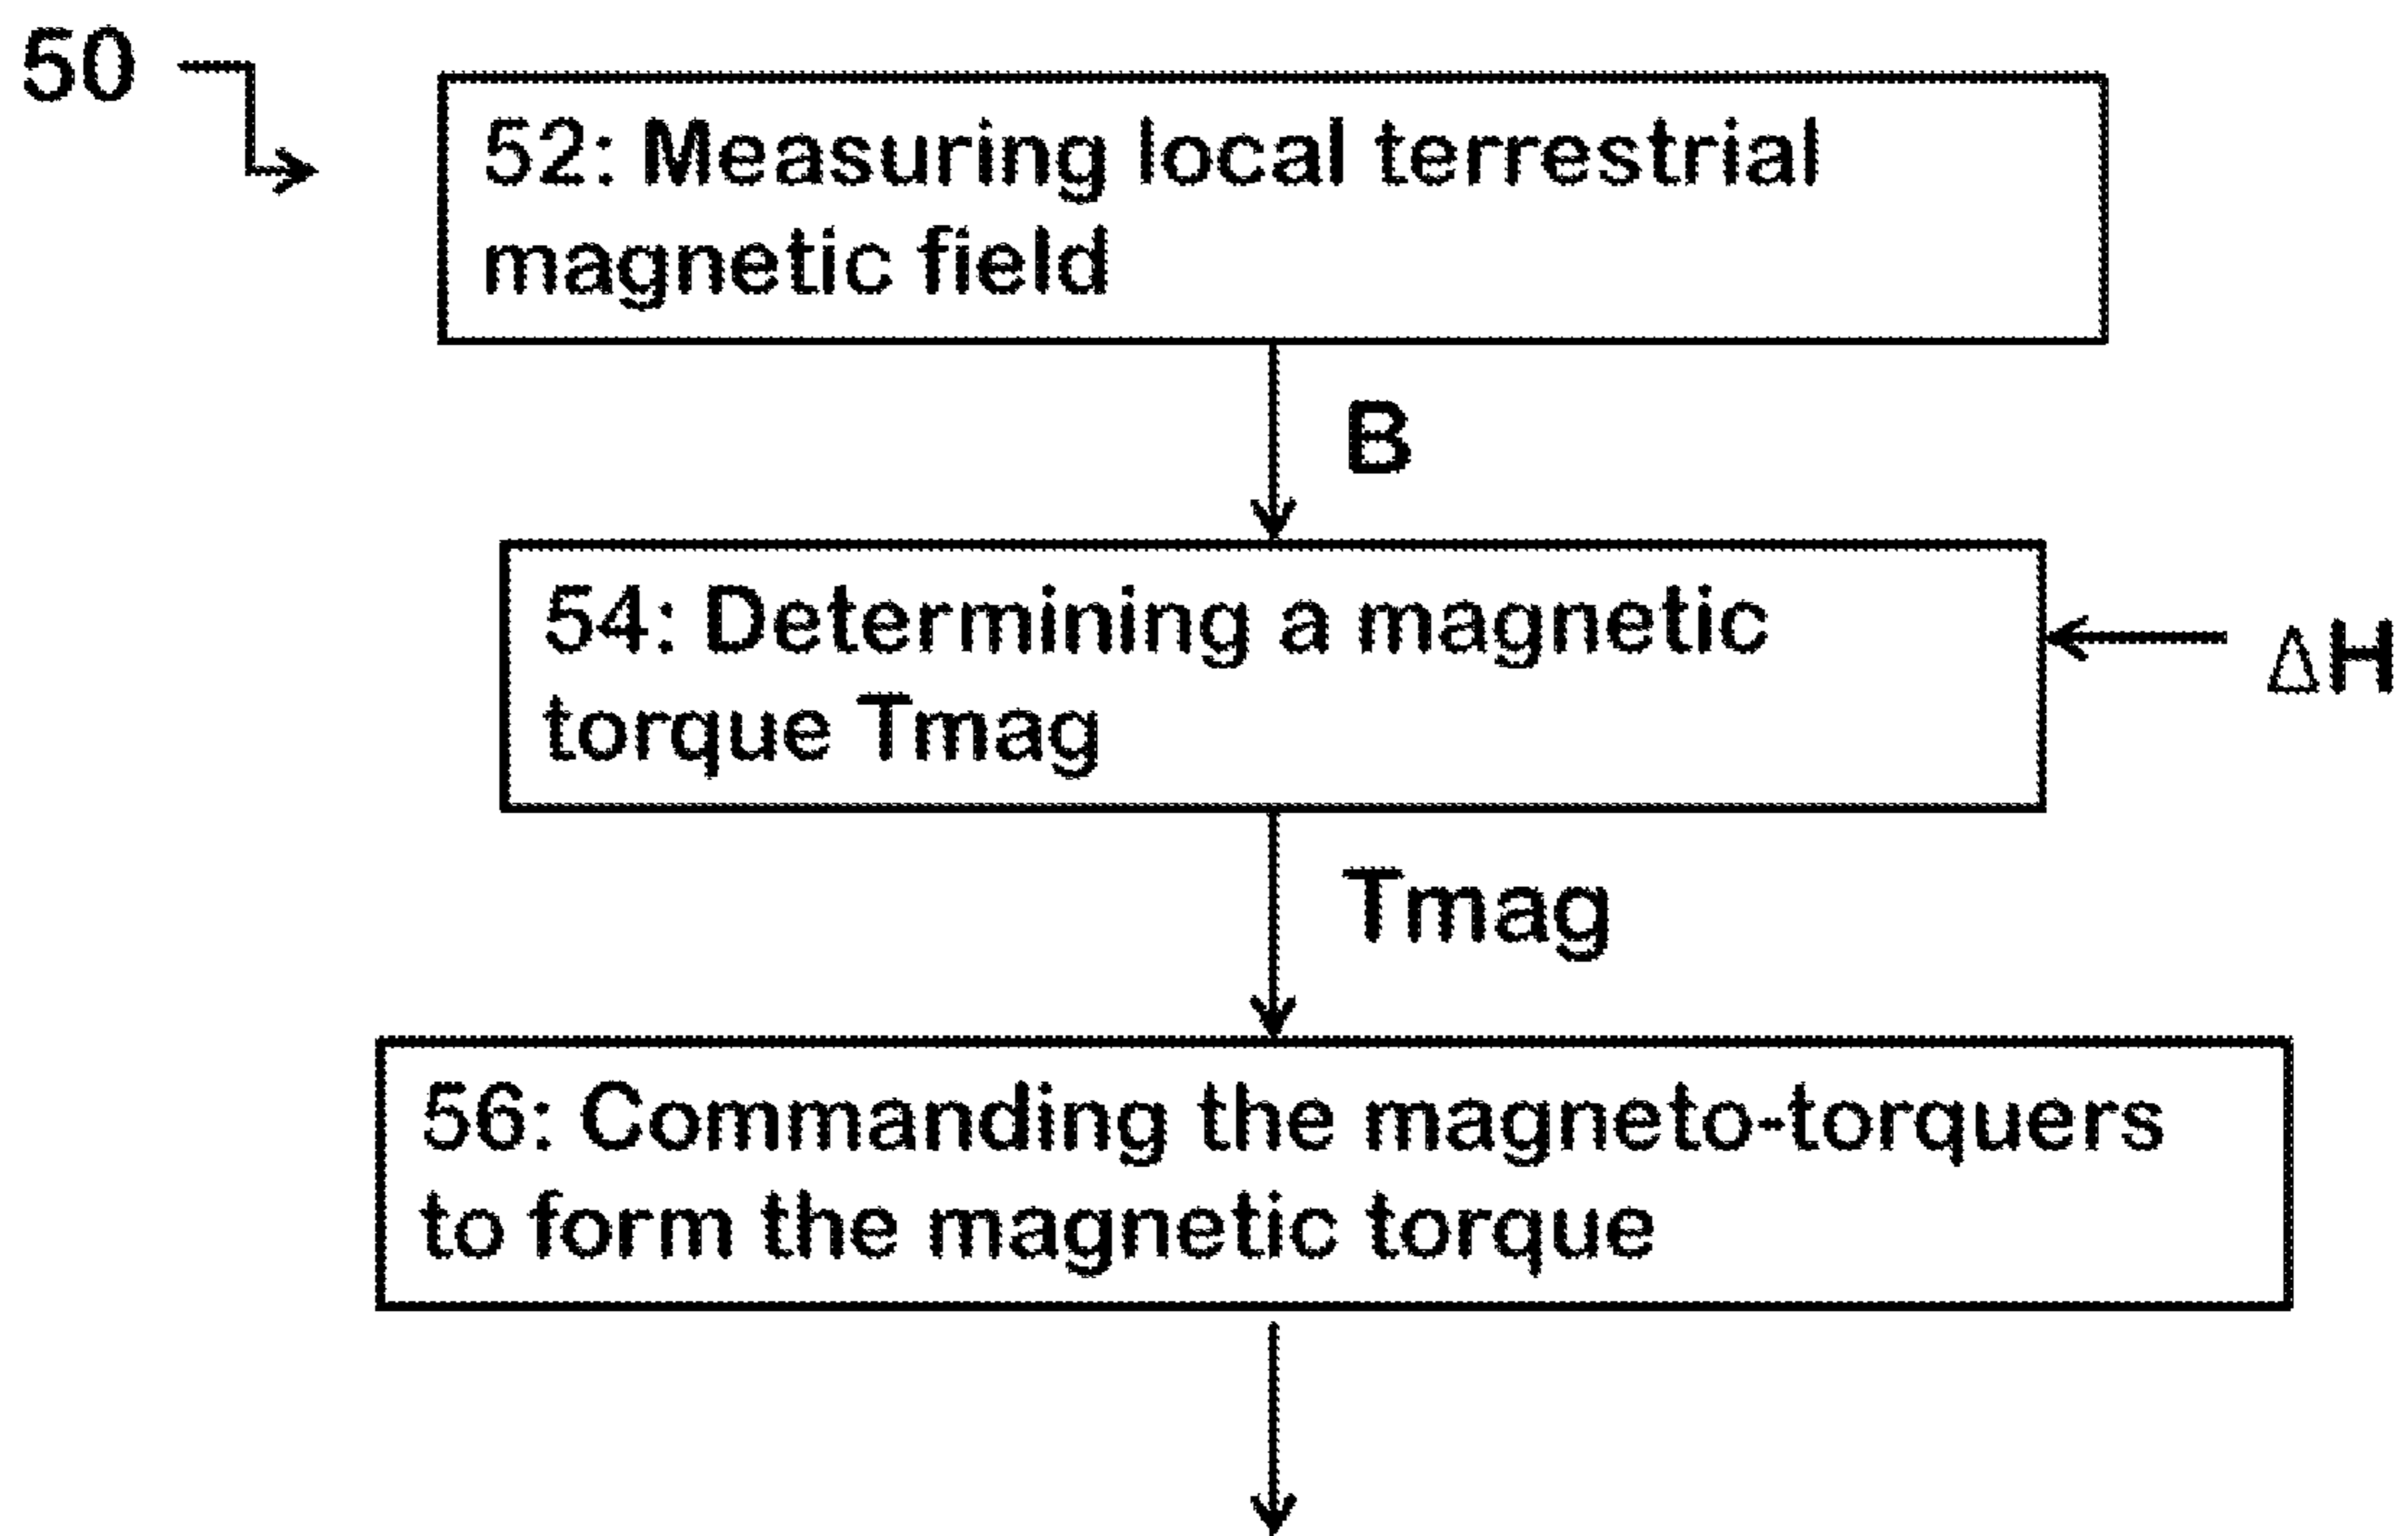 50
52: Measuring local terrestrial
magnetic field
B
54: Determining a magnetic
torque Tmag
ΔH
Tmag
56: Commanding the magneto-torquers
to form the magnetic torque